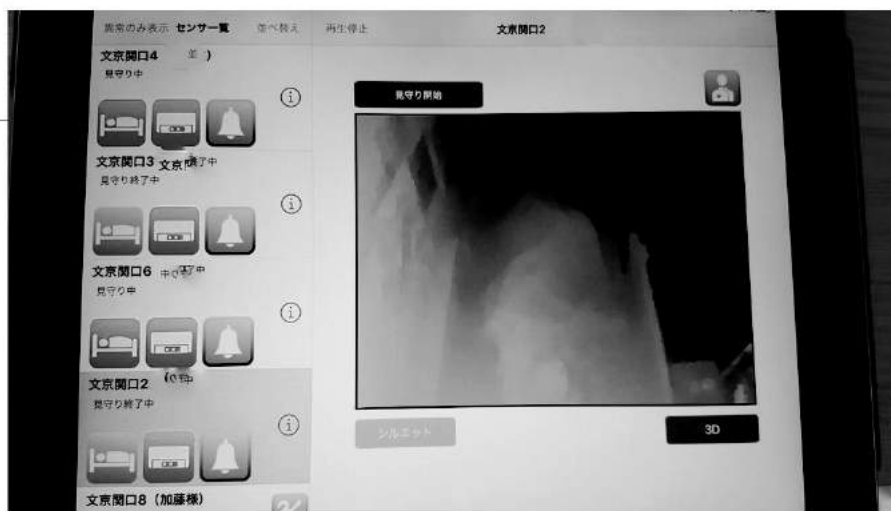 異常のみ表示 センサ一覧 並べ替え 再生停止 文京関口2
文京関口4
見守り中
文京関口3
見守り終了中
文京関口6
見守り中
文京関口2
見守り終了中
文京関口8（加藤様）
見守り開始
シルエット
3D